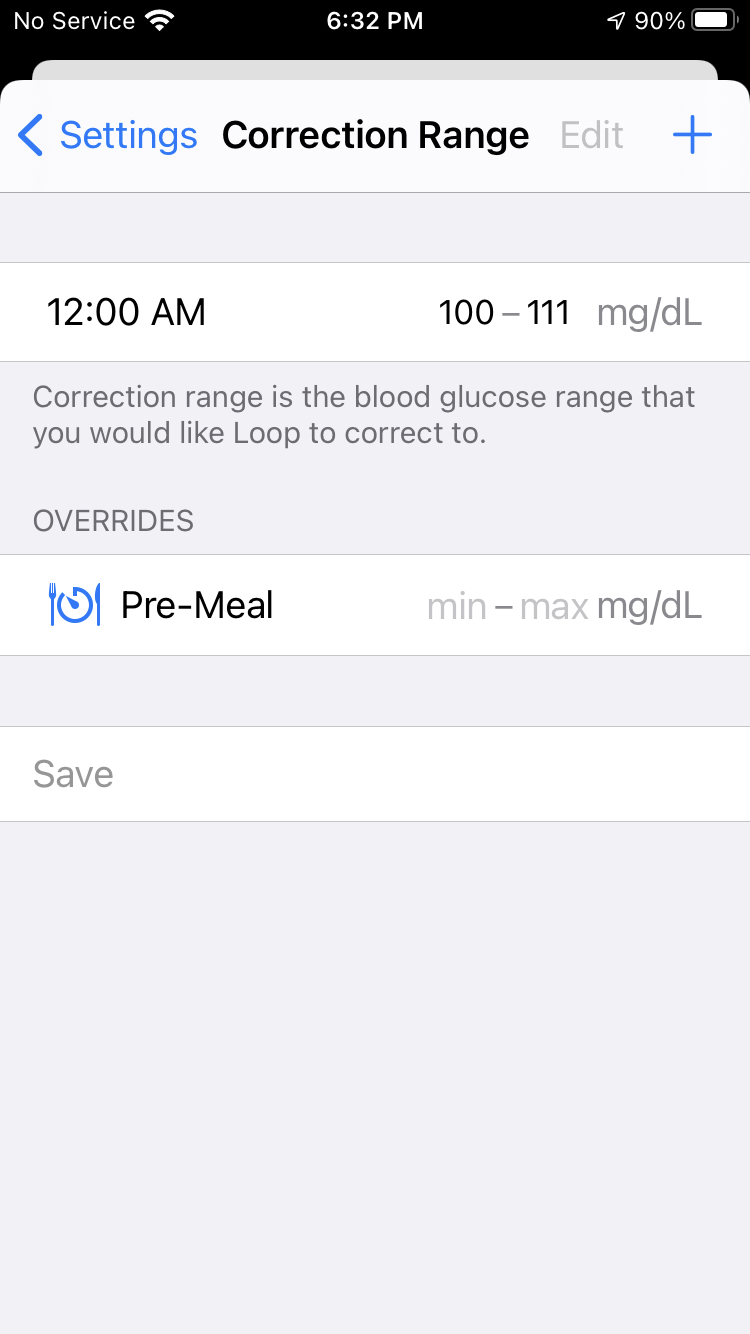 No Service 6:32 PM 90%
Settings Correction Range Edit +
12:00 AM 100 – 111 mg/dL
Correction range is the blood glucose range that
you would like Loop to correct to.
OVERRIDES
Pre-Meal min – max mg/dL
Save